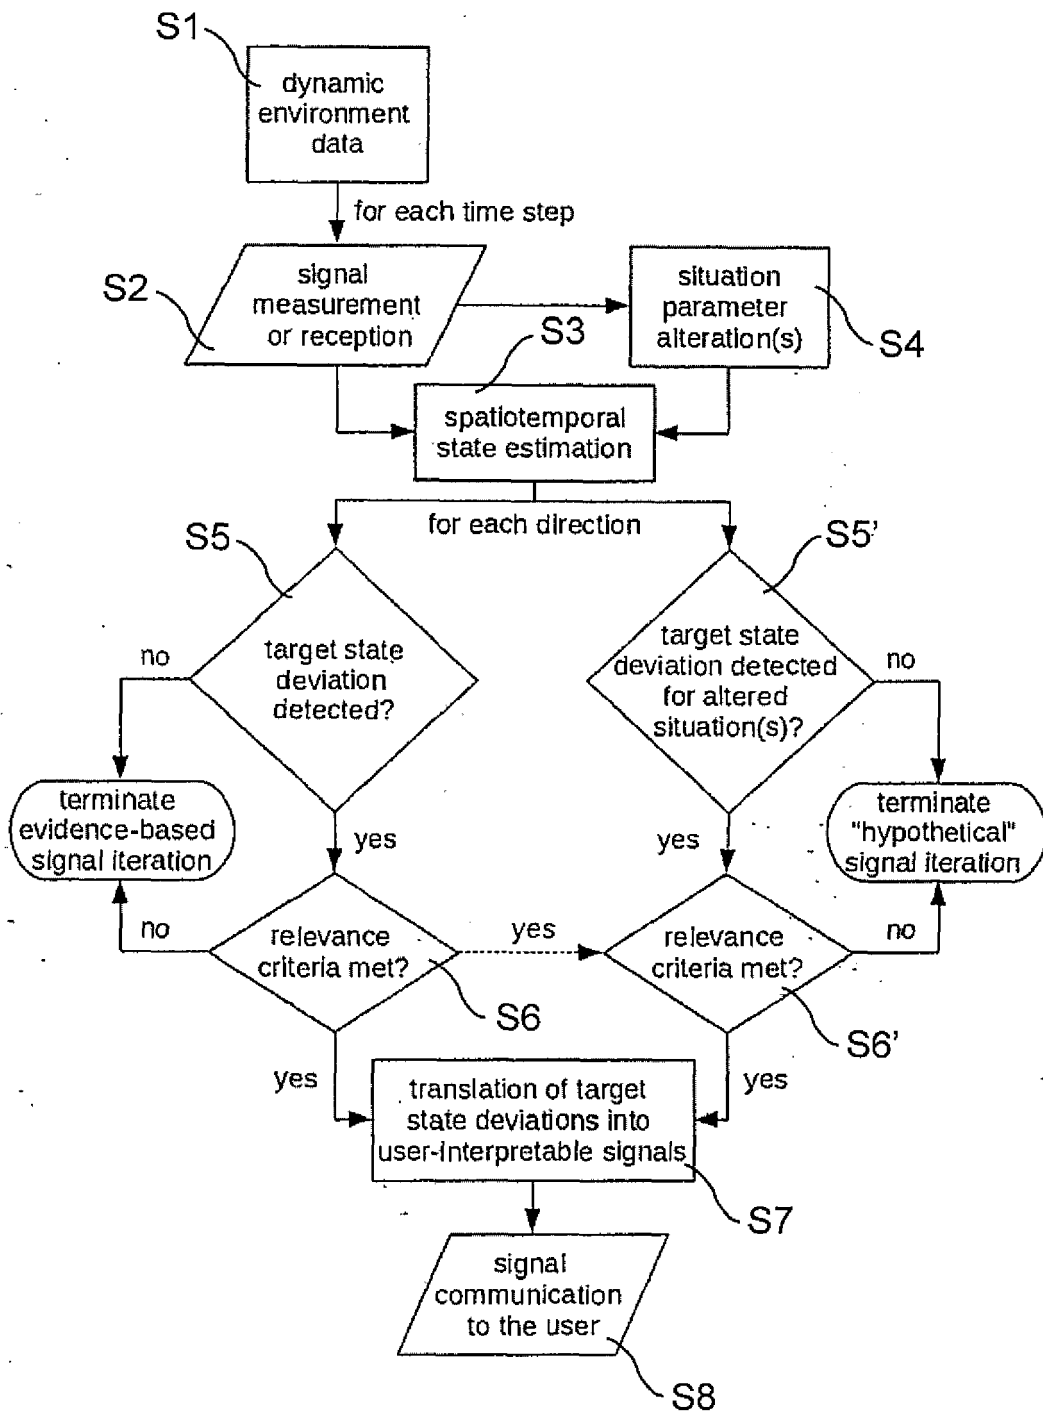 S1
dynamic
environment
data
for each time step
S2
signal
measurement
or reception
situation
parameter
alteration(s)
S4
S3
spatiotemporal
state estimation
for each direction
S5
S5'
target state
deviation
detected?
target state
deviation detected
for altered
situation(s)?
no
no
terminate
evidence-based
signal iteration
terminate
"hypothetical"
signal iteration
yes
yes
no
relevance
criteria met?
yes
relevance
criteria met?
no
S6
S6'
yes
yes
translation of target
state deviations into
user-interpretable signals
S7
signal
communication
to the user
S8